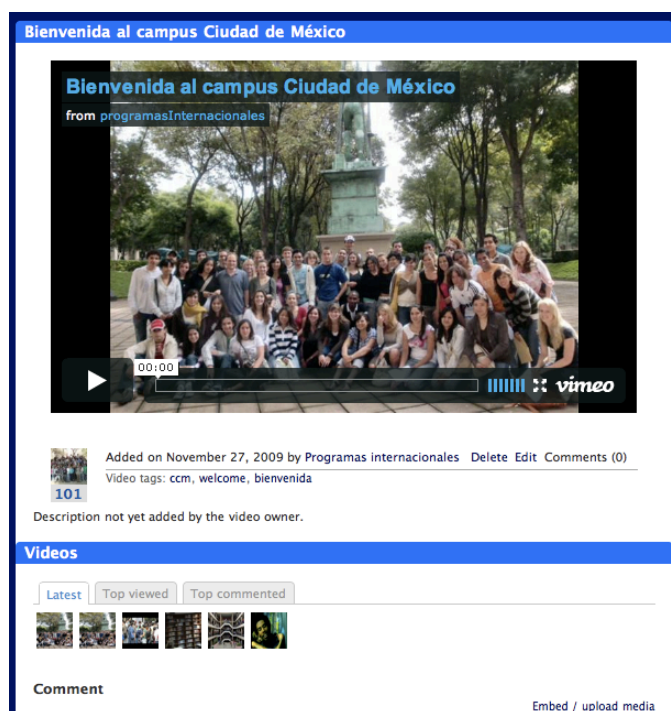 Bienvenida al campus Ciudad de México
Bienvenida al campus Ciudad de México
from programasInternacionales
00:00
vimeo
Added on November 27, 2009 by Programas internacionales Delete Edit Comments (0)
Video tags: ccm, welcome, bienvenida
101
Description not yet added by the video owner.
Videos
Latest Top viewed Top commented
Comment
Embed / upload media